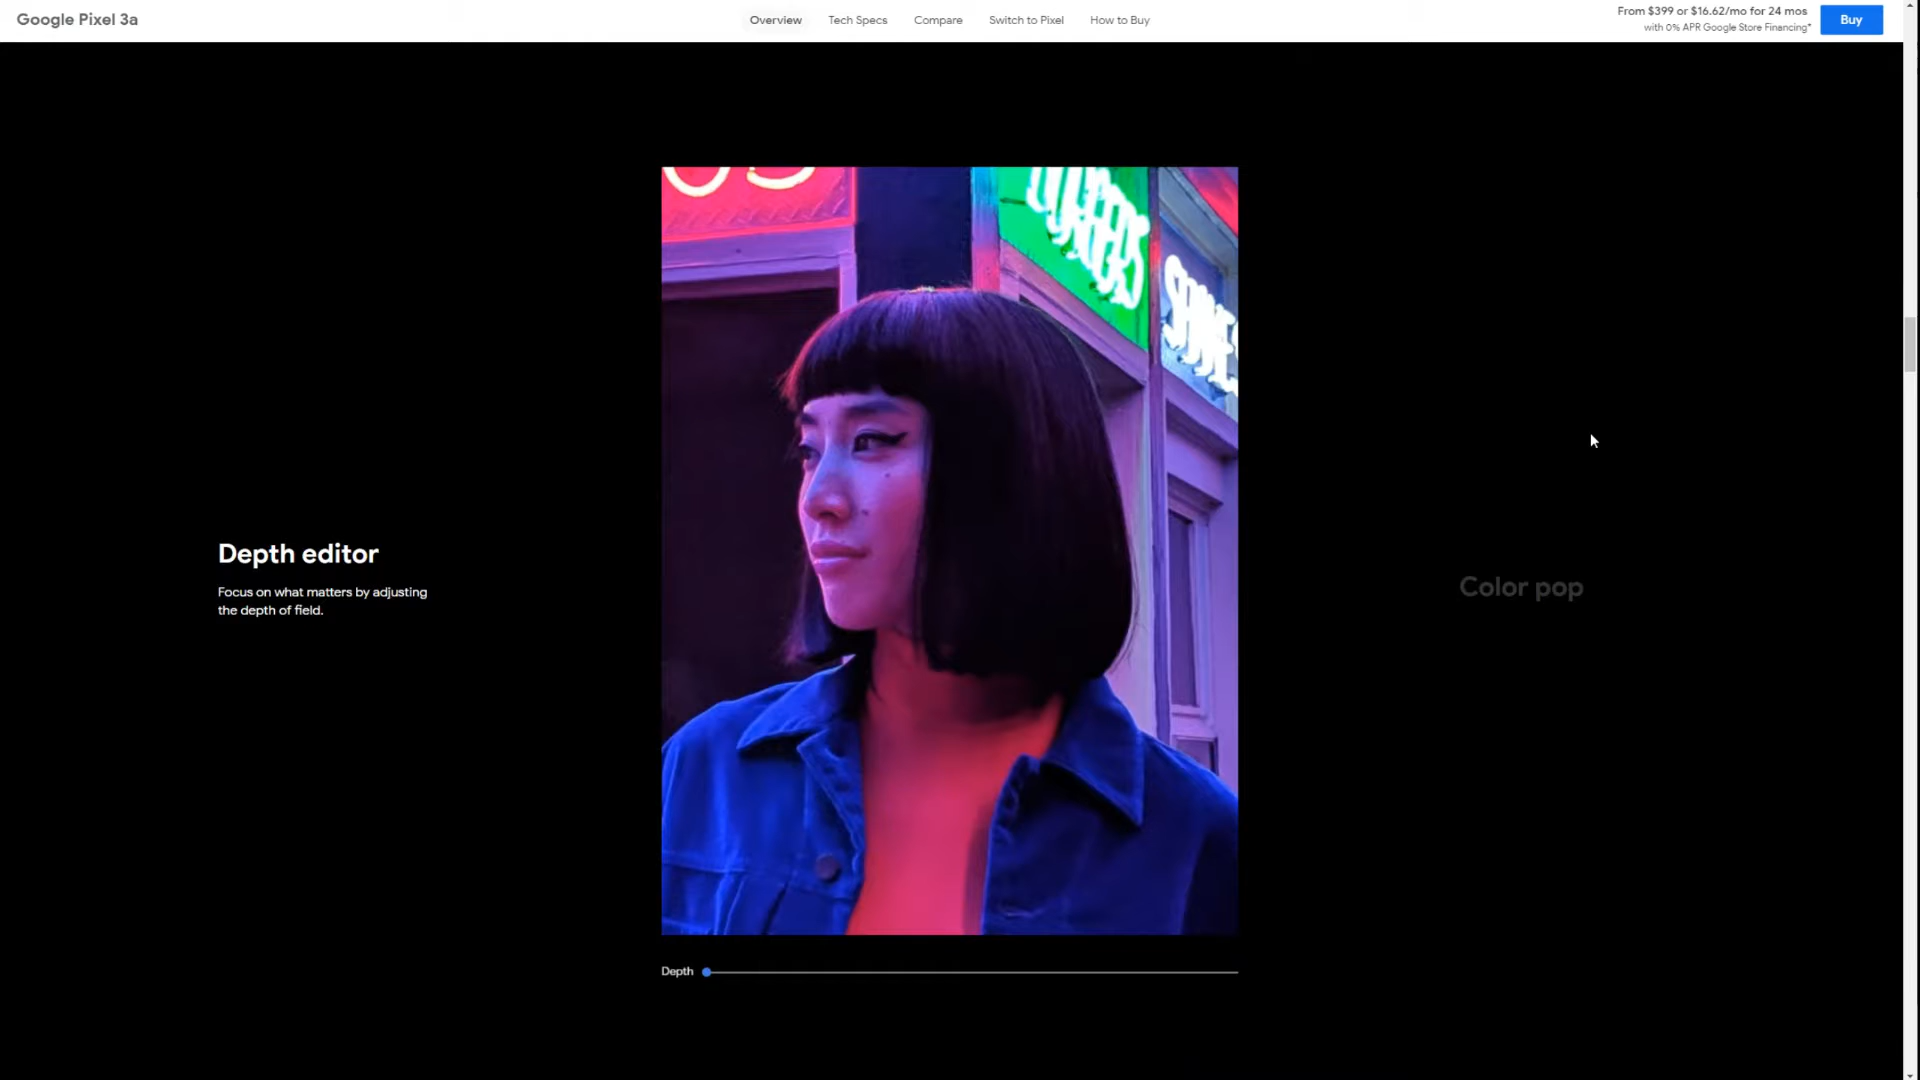 Google Pixel 3a
Overview
Tech Specs
Compare
Switch to Pixel
How to Buy
From $399 or $16.62/mo for 24 mos
with 0% APR Google Store Financing*
Buy
Depth editor
Focus on what matters by adjusting
the depth of field.
Color pop
Depth